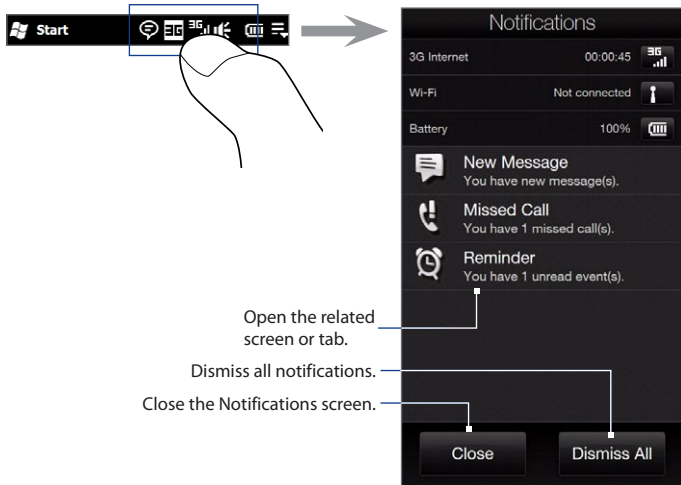 Start
3G
3G
Notifications
3G Internet 00:00:45 3G
Wi-Fi Not connected
Battery 100%
New Message
You have new message(s).
Missed Call
You have 1 missed call(s).
Reminder
You have 1 unread event(s).
Open the related
screen or tab.
Dismiss all notifications.
Close the Notifications screen.
Close Dismiss All